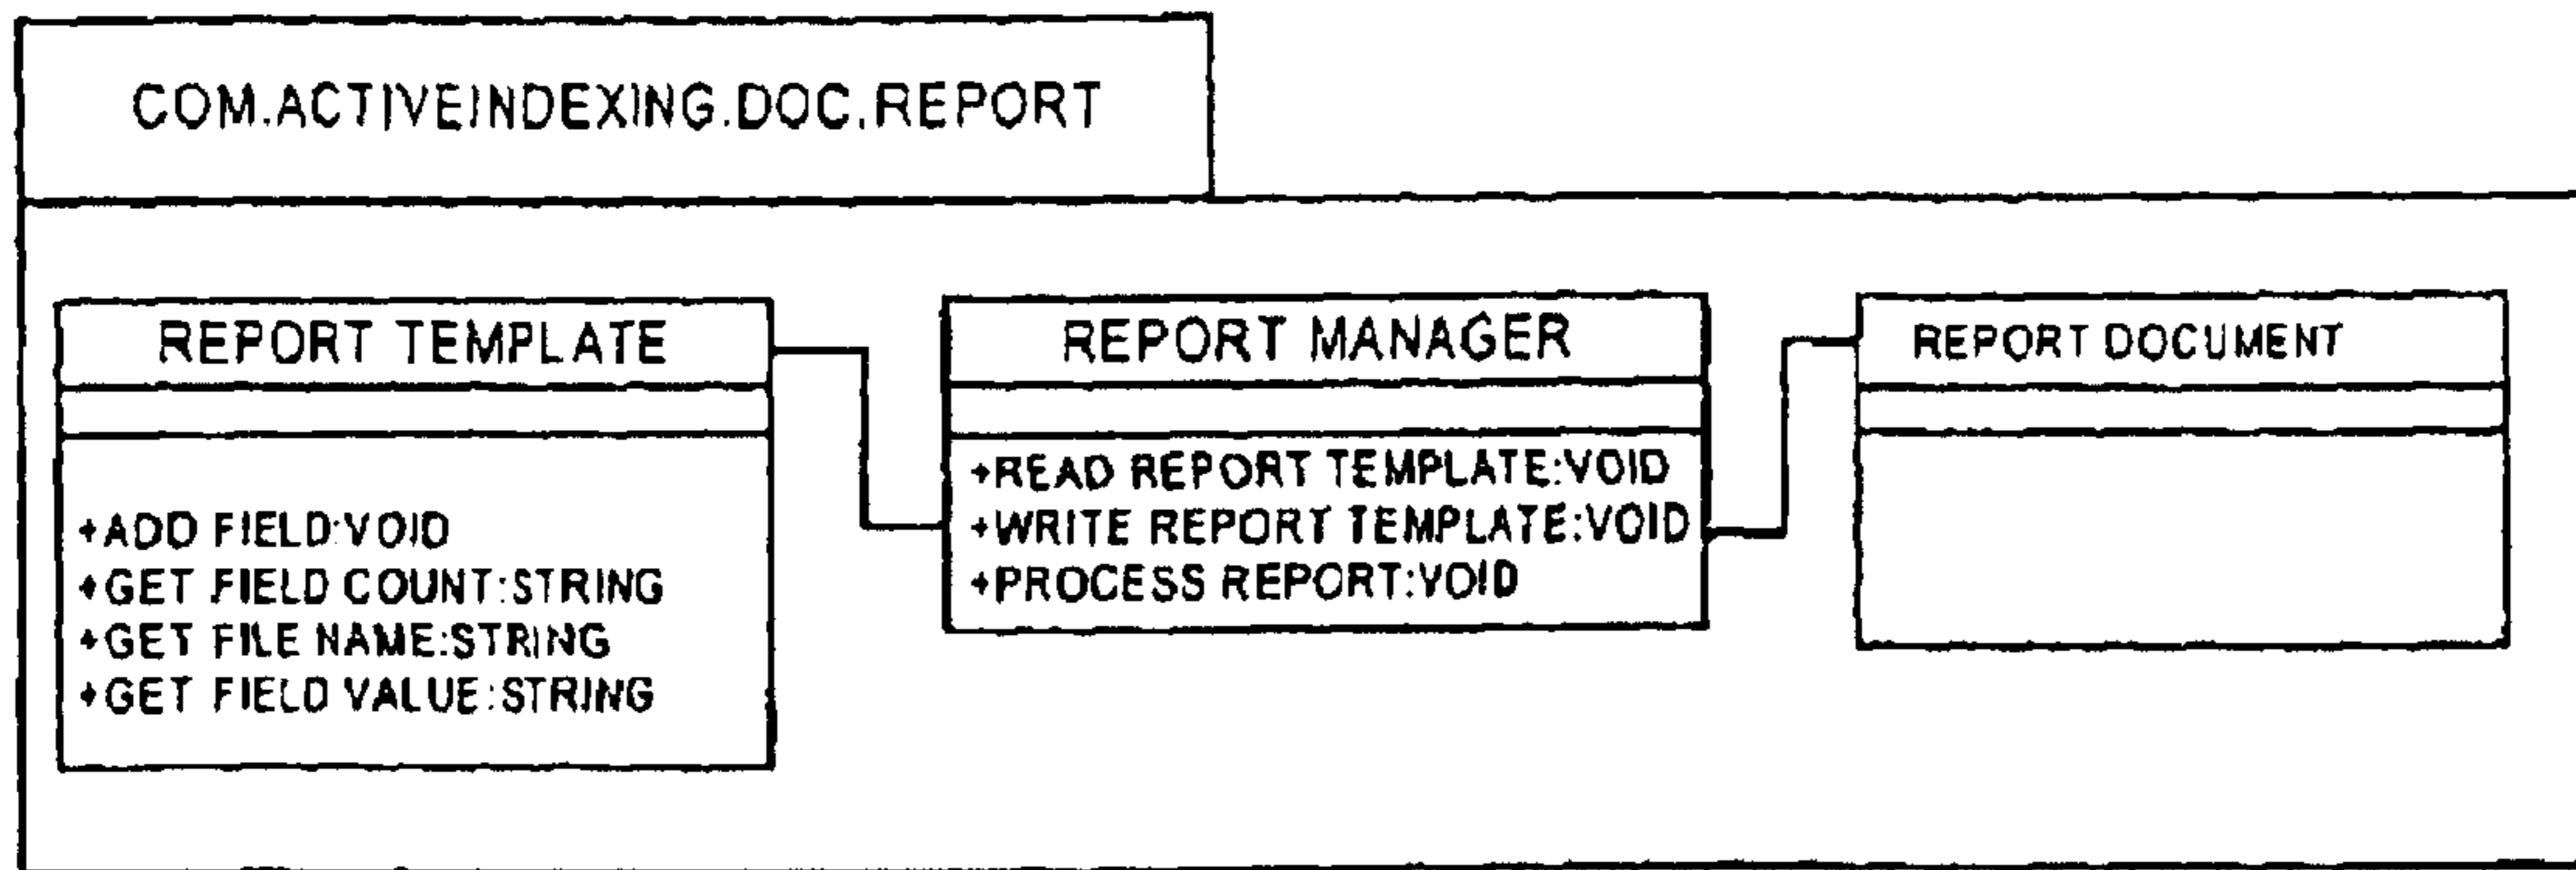 COM.ACTIVEINDEXING.DOC.REPORT
REPORT TEMPLATE
+ADD FIELD:VOID
+GET FIELD COUNT:STRING
+GET FILE NAME:STRING
+GET FIELD VALUE:STRING
REPORT MANAGER
+READ REPORT TEMPLATE:VOID
+WRITE REPORT TEMPLATE:VOID
+PROCESS REPORT:VOID
REPORT DOCUMENT